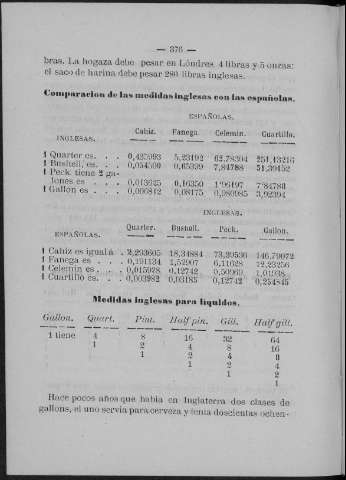 — 376 —
bras. La hogaza debe pesar en Lóndres 4 libras y 5 onzas:
el saco de harina debe pesar 280 libras inglesas.
Comparacion de las medidas inglesas con las españolas.
ESPAÑOLAS.
INGLESAS. Cahiz. Fanega. Celemin. Cuartillo.
1 Quarter es. . . 0,435993 5,23192 62,78304 251,13216
1 Bushell, es. . . 0,054500 0,65399 7,84788 31,39152
1 Peck tiene 2 ga-
lones es . . . . 0,013625 0,16350 1,96197 7,84788
1 Gallon es . . . 0,006812 0,08175 0,980985 3,92394
INGLESAS.
ESPAÑOLAS. Quarter. Bushell. Peck. Gallon.
1 Cahiz es igual á . 2,293605 18,34884 73,39536 146,79072
1 Fanega es . . . 0,191134 1,52907 6,11628 12,23256
1 Celemin es . . . 0,015928 0,12742 0,50969 1,01938
1 Cuartillo es. . . 0,003982 0,03185 0,12742 0,254845
Medidas inglesas para líquidos.
Gallon. Quart. Pint. Half pin. Gill. Half gill.
1 tiene 4 8 16 32 64
1 2 4 8 16
1 2 4 8
1 2 4
1 2
1
Hace pocos años que habia en Inglaterra dos clases de
gallons, el uno servia para cerveza y tenia doscientas ochen-